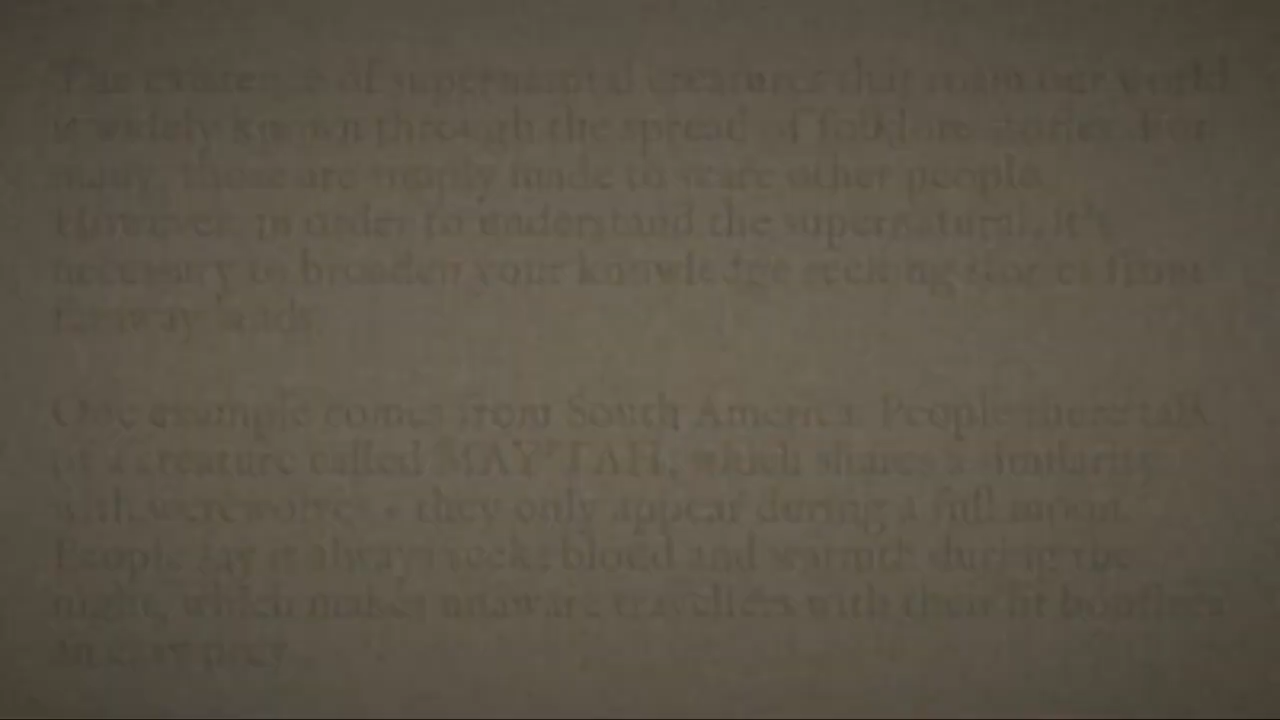 The existence of supernatural creatures that roam our world
is widely known through the spread of folklore stories. For
many, those are simply made to scare other people.
However, in order to understand the supernatural, it's
necessary to broaden your knowledge seeking stories from
faraway lands.
One example comes from South America. People there talk
of a creature called MAY'TAH, which shares a similarity
with werewolves - they only appear during a full moon.
People say it always seeks blood and warmth during the
night, which makes unaware travellers with their lit bonfires
an easy prey.